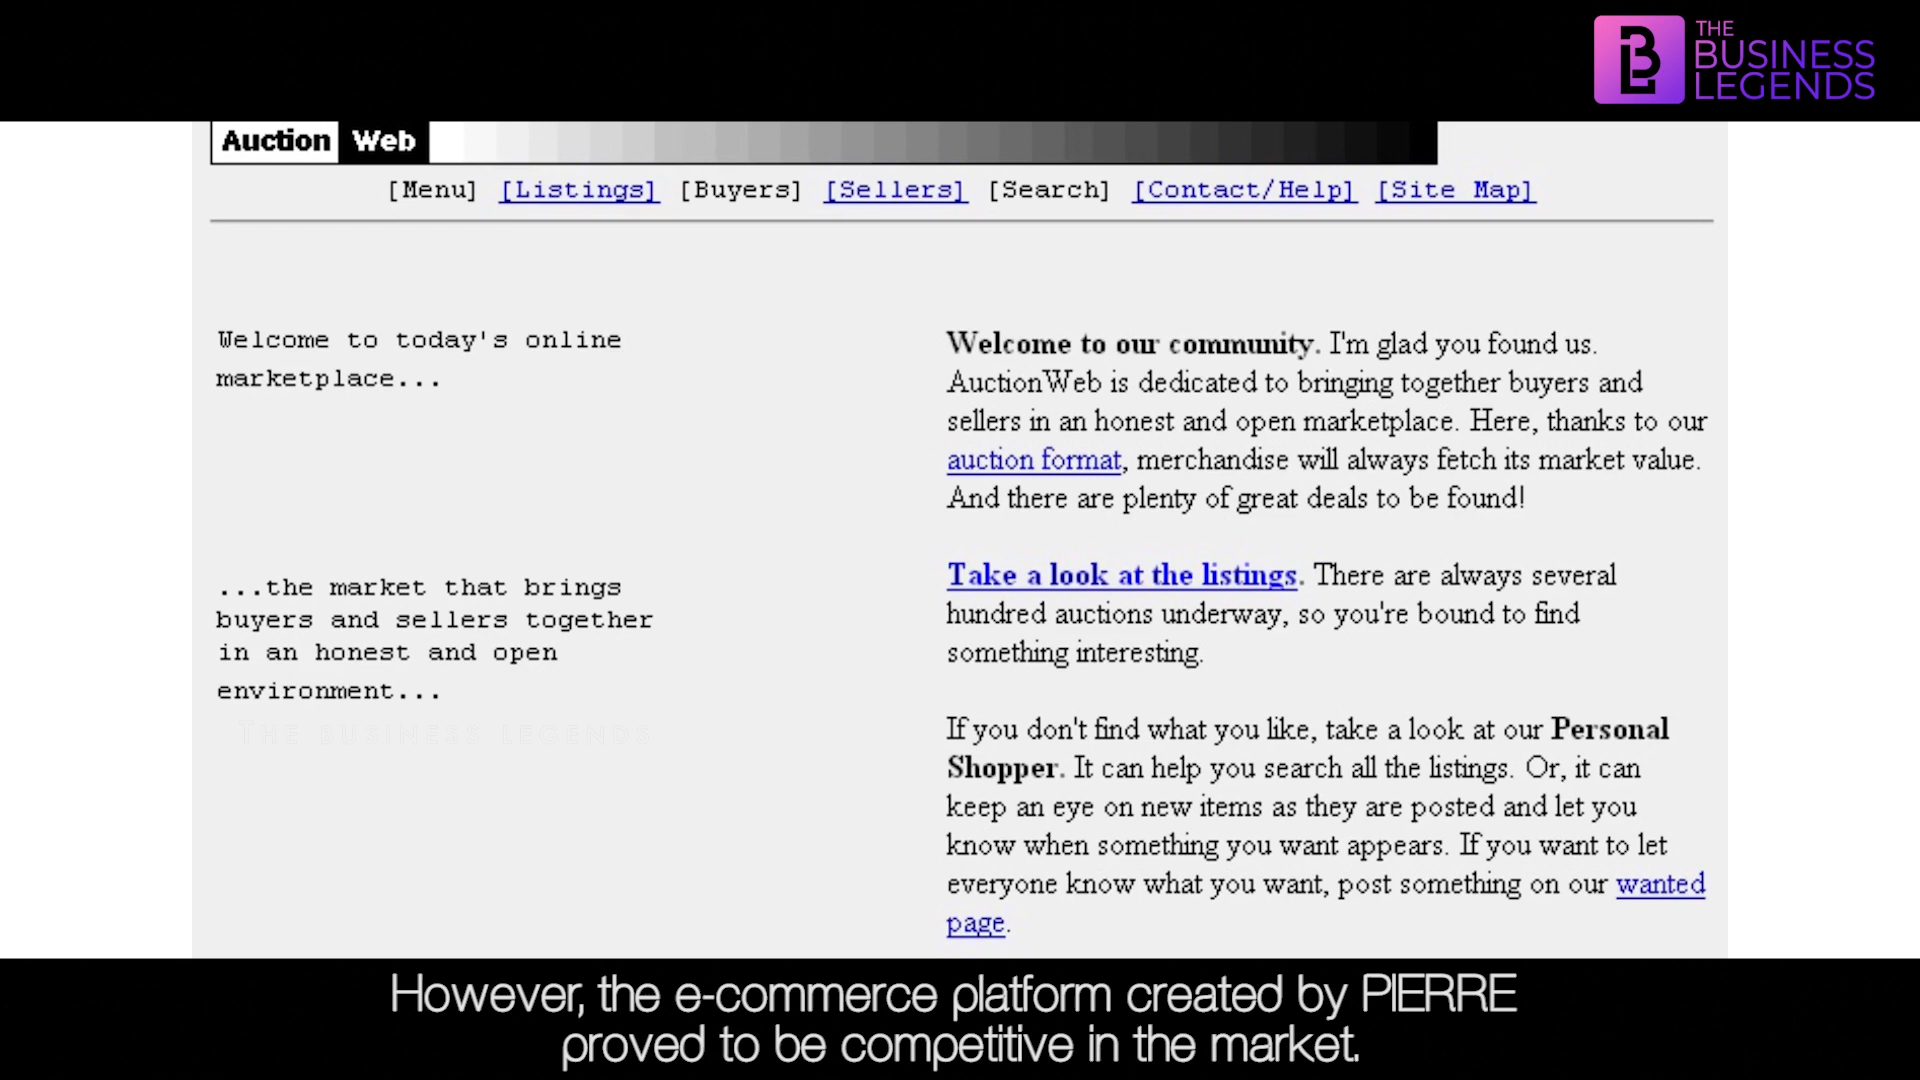 THE
BUSINESS
LEGENDS
Auction Web
[Menu] [Listings] [Buyers] [Sellers] [Search] [Contact/Help] [Site Map]
Welcome to today's online
marketplace...
...the market that brings
buyers and sellers together
in an honest and open
environment...
THE BUSINESS LEGENDS
Welcome to our community. I'm glad you found us.
AuctionWeb is dedicated to bringing together buyers and
sellers in an honest and open marketplace. Here, thanks to our
auction format, merchandise will always fetch its market value.
And there are plenty of great deals to be found!
Take a look at the listings. There are always several
hundred auctions underway, so you're bound to find
something interesting.
If you don't find what you like, take a look at our Personal
Shopper. It can help you search all the listings. Or, it can
keep an eye on new items as they are posted and let you
know when something you want appears. If you want to let
everyone know what you want, post something on our wanted
page.
However, the e-commerce platform created by PIERRE
proved to be competitive in the market.